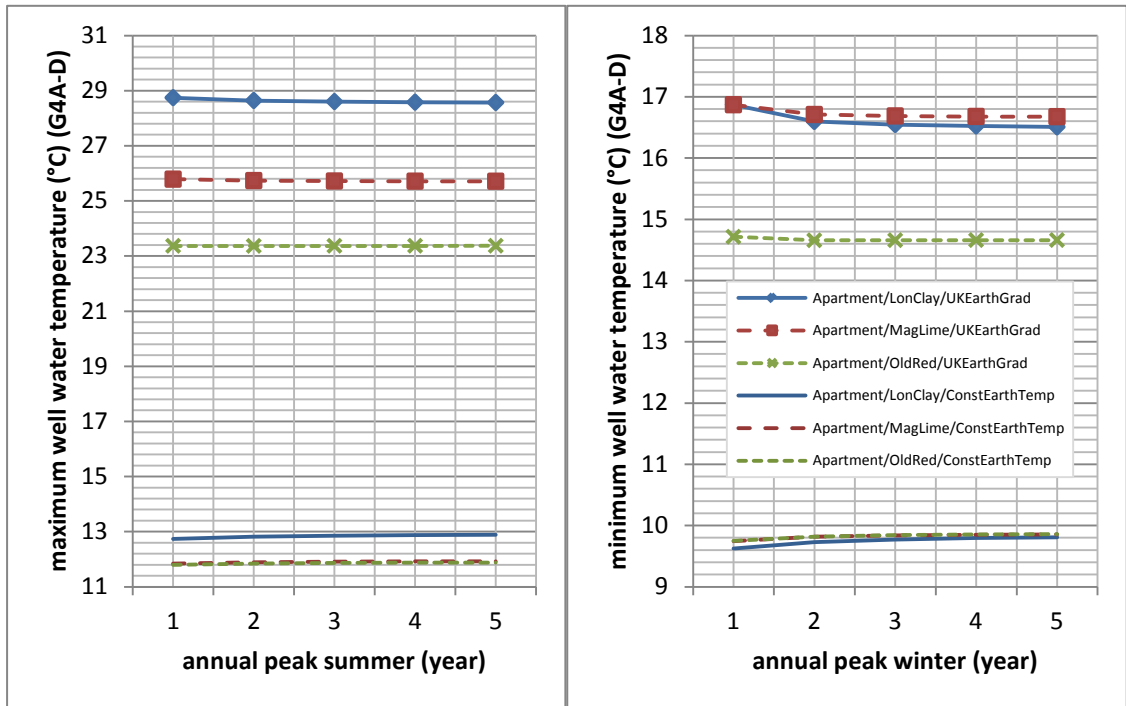 maximum well water temperature (°C) (G4A-D)
31
29
27
25
23
21
19
17
15
13
11
1 2 3 4 5
annual peak summer (year)
minimum well water temperature (°C) (G4A-D)
18
17
16
15
14
13
12
11
10
9
Apartment/LonClay/UKEarthGrad
Apartment/MagLime/UKEarthGrad
Apartment/OldRed/UKEarthGrad
Apartment/LonClay/ConstEarthTemp
Apartment/MagLime/ConstEarthTemp
Apartment/OldRed/ConstEarthTemp
1 2 3 4 5
annual peak winter (year)